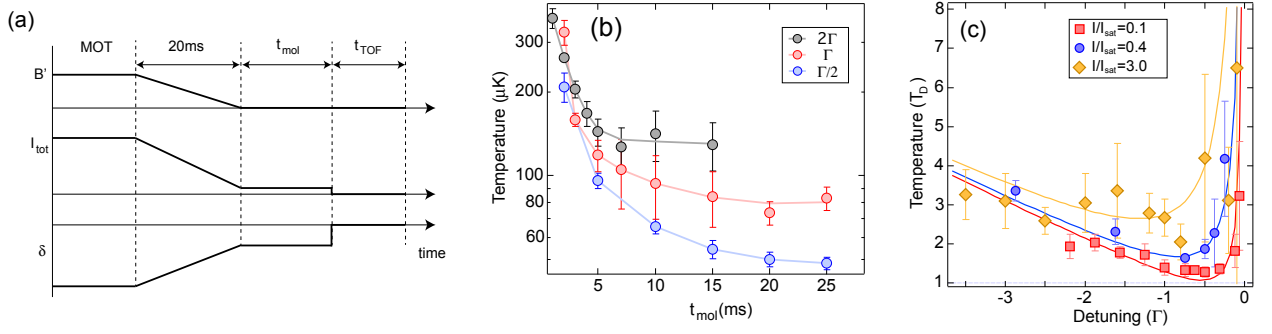 (a)
MOT
20ms
t_mol
t_TOF
B'
I_tot
δ
time
(b)
Temperature (μK)
300
200
100
80
60
2Γ
Γ
Γ/2
5
10
15
20
25
t_mol(ms)
(c)
Temperature (T_D)
8
7
6
5
4
3
2
1
I/I_sat=0.1
I/I_sat=0.4
I/I_sat=3.0
-3
-2
-1
0
Detuning (Γ)